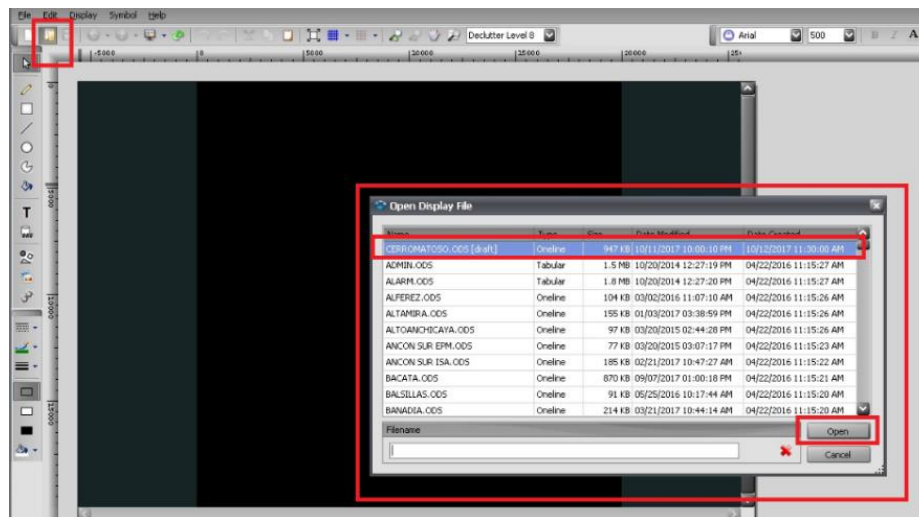 File Edit Display Symbol Help
Declutter Level 8 Arial 500 B I A
-5000 0 5000 10000 15000 20000 25
0
5000
10000
15000
T
Open Display File
Name Type Size Date Modified Date Created
CERROMATOSO.ODS [draft] Oneline 947 KB 10/11/2017 10:00:10 PM 10/12/2017 11:30:00 AM
ADMIN.ODS Tabular 1.5 MB 10/20/2014 12:27:19 PM 04/22/2016 11:15:27 AM
ALARM.ODS Tabular 1.8 MB 10/20/2014 12:27:20 PM 04/22/2016 11:15:27 AM
ALFEREZ.ODS Oneline 104 KB 03/02/2016 11:07:10 AM 04/22/2016 11:15:26 AM
ALTAMIRA.ODS Oneline 155 KB 01/03/2017 03:38:59 PM 04/22/2016 11:15:26 AM
ALTOANCHICAYA.ODS Oneline 97 KB 03/20/2015 02:44:28 PM 04/22/2016 11:15:26 AM
ANCON SUR EPM.ODS Oneline 77 KB 03/20/2015 03:07:17 PM 04/22/2016 11:15:23 AM
ANCON SUR ISA.ODS Oneline 185 KB 02/21/2017 10:47:27 AM 04/22/2016 11:15:22 AM
BACATA.ODS Oneline 870 KB 09/07/2017 01:00:18 PM 04/22/2016 11:15:21 AM
BALSILLAS.ODS Oneline 91 KB 05/25/2016 10:17:44 AM 04/22/2016 11:15:20 AM
BANADIA.ODS Oneline 214 KB 03/21/2017 10:44:14 AM 04/22/2016 11:15:20 AM
Filename
Open
Cancel